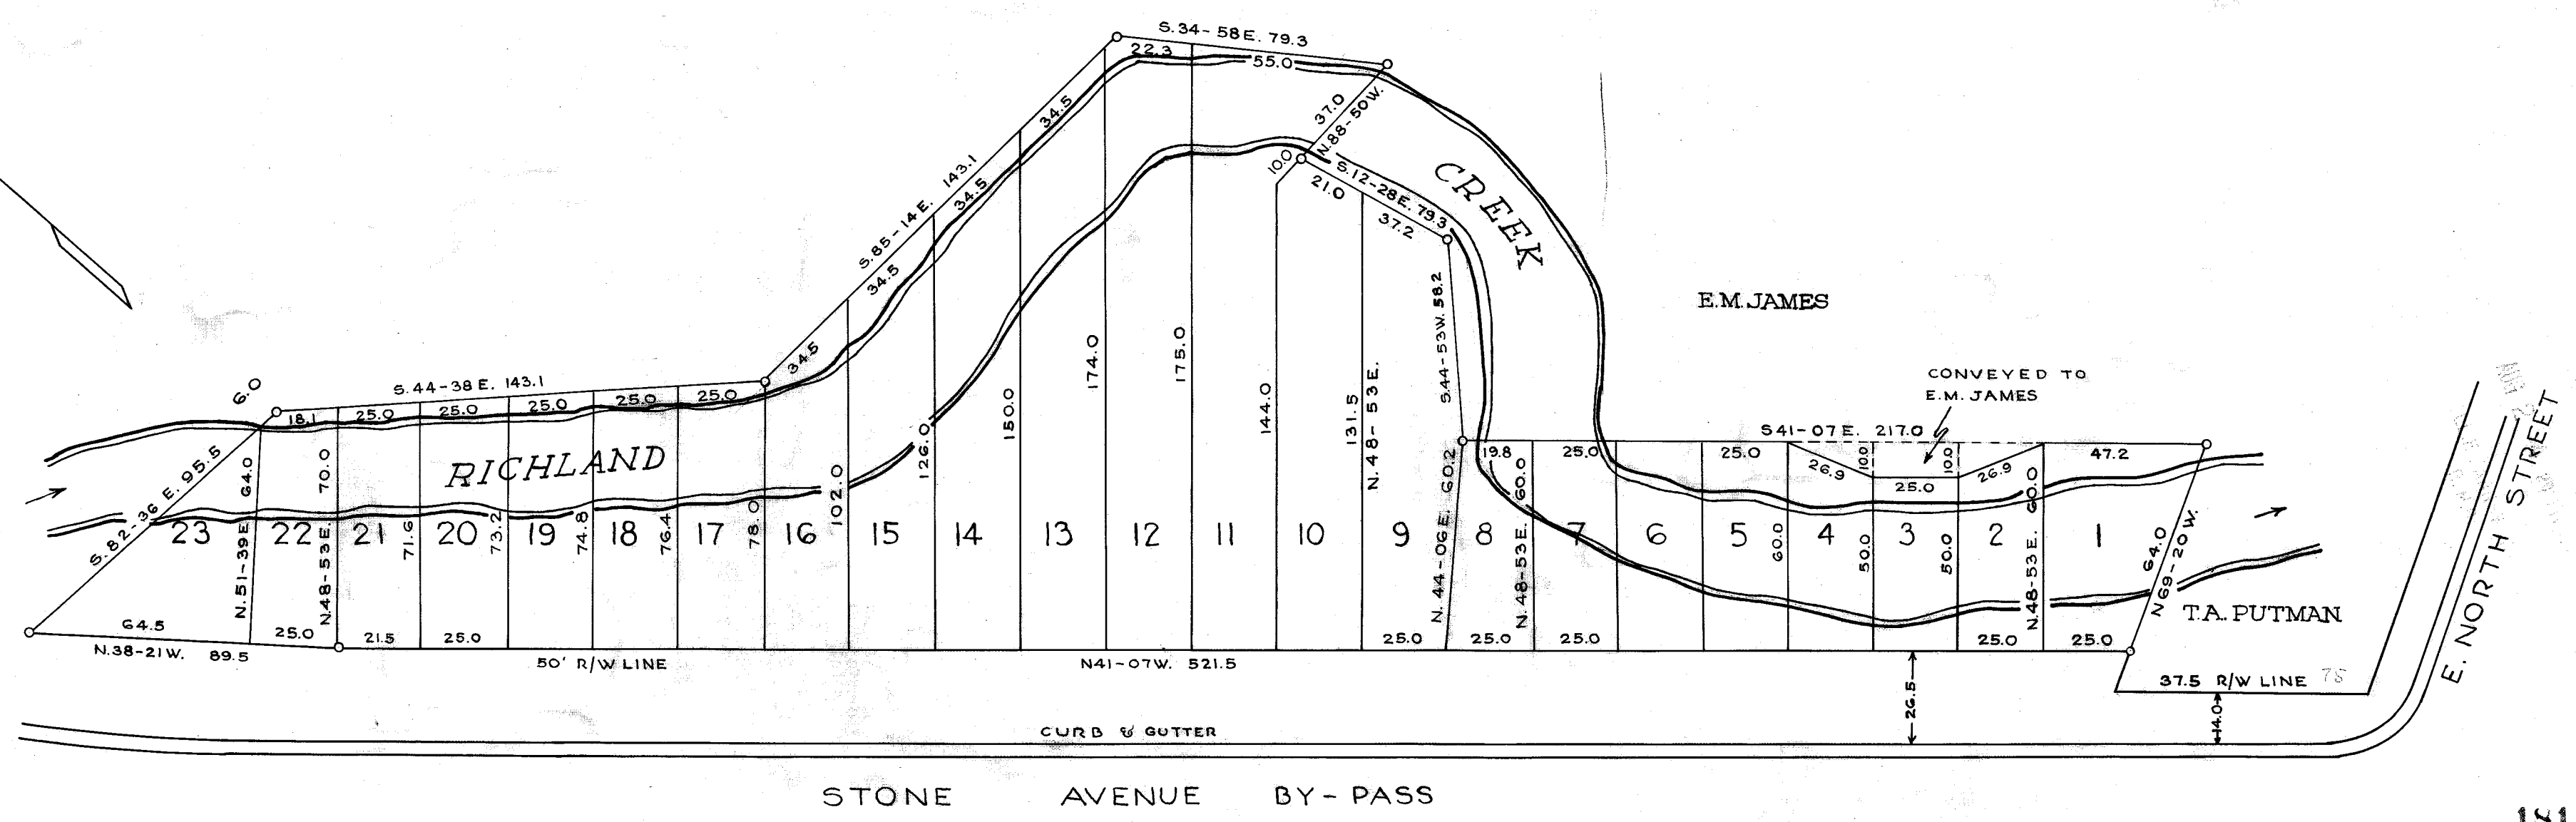 S.34-58E. 79.3
22.3
55.0
37.0
N.88-50W.
34.5
S.85-14E. 143.1
34.5
34.5
34.5
10.0
S.12-28E. 79.3
21.0
37.2
CREEK
E.M. JAMES
S.44-53W. 58.2
CONVEYED TO
E.M. JAMES
6.0
S.44-38E. 143.1
18.1
25.0
25.0
25.0
25.0
25.0
S41-07E. 217.0
19.8
25.0
25.0
26.9
10.0
25.0
10.0
26.9
47.2
RICHLAND
S.82-36 E. 95.5
N.51-39E. 64.0
N.48-53E. 70.0
71.6
73.2
74.8
76.4
78.0
102.0
126.0
150.0
174.0
175.0
144.0
131.5
N.48-53E.
N.44-06E. 60.2
N.48-53E. 60.0
60.0
50.0
50.0
N.48-53E. 60.0
64.0
N69-20W.
23 22 21 20 19 18 17 16 15 14 13 12 11 10 9 8 7 6 5 4 3 2 1
T.A. PUTMAN
E. NORTH STREET
64.5
25.0
21.5
25.0
25.0
25.0
25.0
25.0
25.0
N.38-21W. 89.5
50' R/W LINE
N41-07W. 521.5
37.5 R/W LINE 75
26.5
14.0
CURB & GUTTER
STONE AVENUE BY-PASS
181